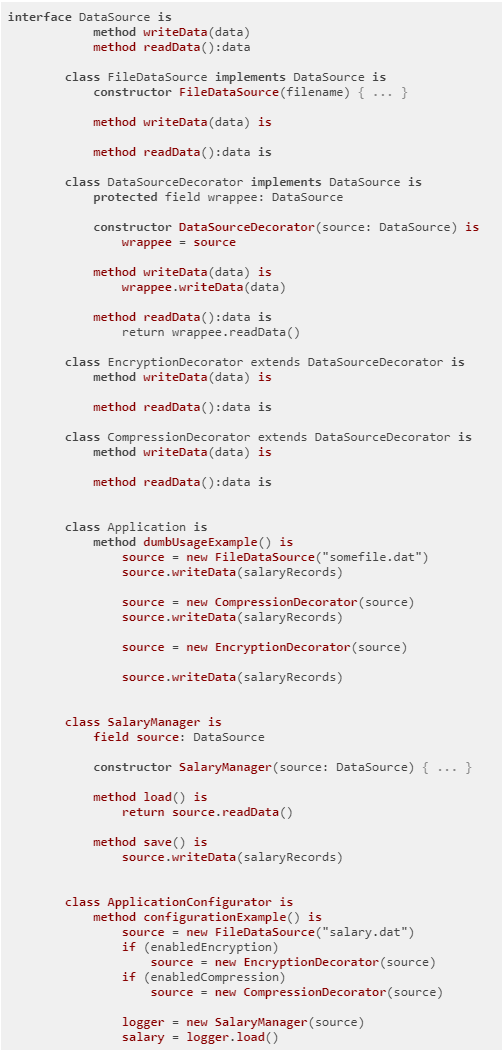 interface DataSource is
method writeData(data)
method readData():data
class FileDataSource implements DataSource is
constructor FileDataSource(filename) { ... }
method writeData(data) is
method readData():data is
class DataSourceDecorator implements DataSource is
protected field wrappee: DataSource
constructor DataSourceDecorator(source: DataSource) is
wrappee = source
method writeData(data) is
wrappee.writeData(data)
method readData():data is
return wrappee.readData()
class EncryptionDecorator extends DataSourceDecorator is
method writeData(data) is
method readData():data is
class CompressionDecorator extends DataSourceDecorator is
method writeData(data) is
method readData():data is
class Application is
method dumbUsageExample() is
source = new FileDataSource("somefile.dat")
source.writeData(salaryRecords)
source = new CompressionDecorator(source)
source.writeData(salaryRecords)
source = new EncryptionDecorator(source)
source.writeData(salaryRecords)
class SalaryManager is
field source: DataSource
constructor SalaryManager(source: DataSource) { ... }
method load() is
return source.readData()
method save() is
source.writeData(salaryRecords)
class ApplicationConfigurator is
method configurationExample() is
source = new FileDataSource("salary.dat")
if (enabledEncryption)
source = new EncryptionDecorator(source)
if (enabledCompression)
source = new CompressionDecorator(source)
logger = new SalaryManager(source)
salary = logger.load()